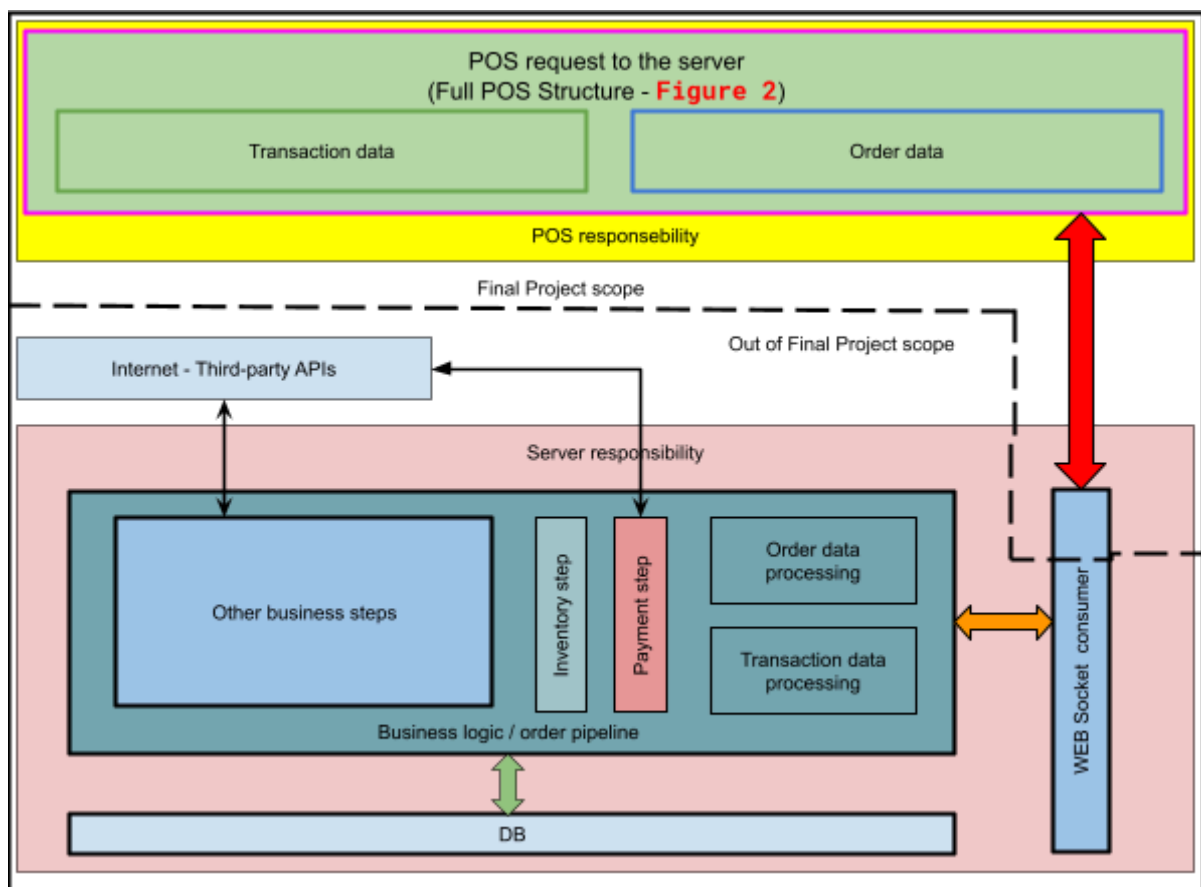 POS request to the server
(Full POS Structure - Figure 2)
Transaction data
Order data
POS responsebility
Final Project scope
Out of Final Project scope
Internet - Third-party APIs
Server responsibility
Other business steps
Inventory step
Payment step
Order data
processing
Transaction data
processing
Business logic / order pipeline
WEB Socket consumer
DB